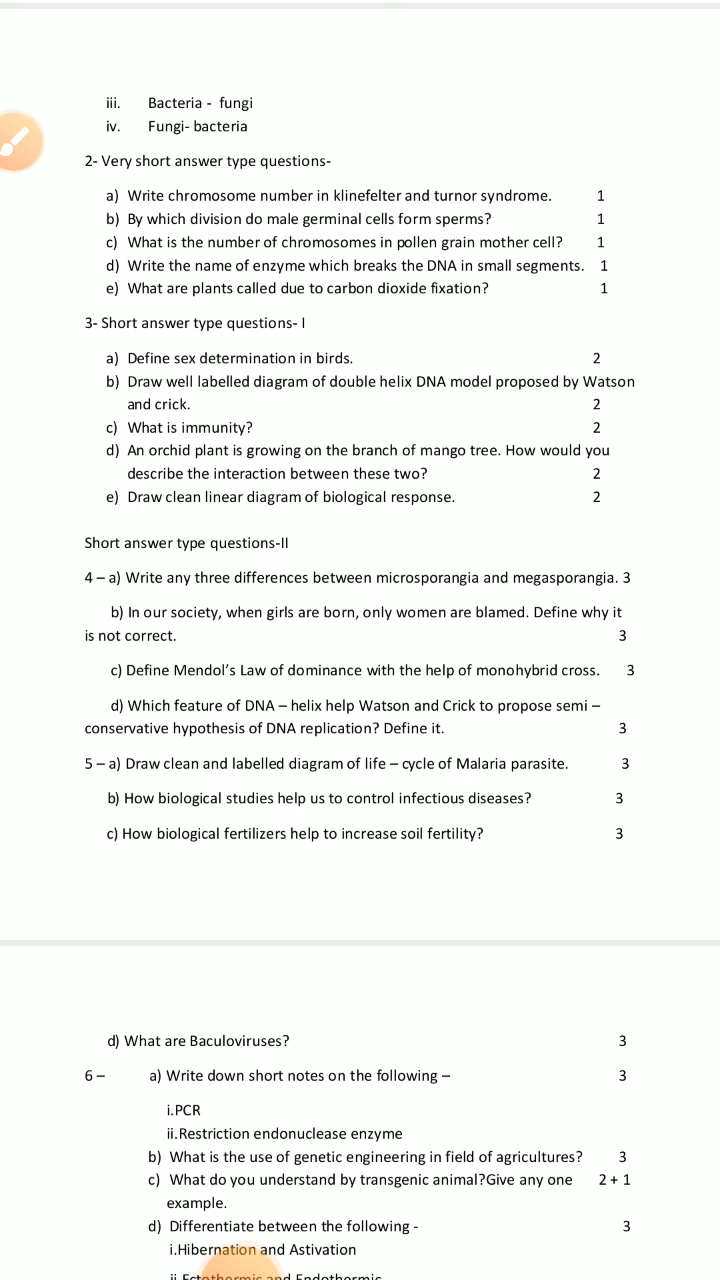 iii. Bacteria - fungi
iv. Fungi- bacteria
2- Very short answer type questions-
a) Write chromosome number in klinefelter and turnor syndrome. 1
b) By which division do male germinal cells form sperms? 1
c) What is the number of chromosomes in pollen grain mother cell? 1
d) Write the name of enzyme which breaks the DNA in small segments. 1
e) What are plants called due to carbon dioxide fixation? 1
3- Short answer type questions- I
a) Define sex determination in birds. 2
b) Draw well labelled diagram of double helix DNA model proposed by Watson
and crick. 2
c) What is immunity? 2
d) An orchid plant is growing on the branch of mango tree. How would you
describe the interaction between these two? 2
e) Draw clean linear diagram of biological response. 2
Short answer type questions-II
4 – a) Write any three differences between microsporangia and megasporangia. 3
b) In our society, when girls are born, only women are blamed. Define why it
is not correct. 3
c) Define Mendol's Law of dominance with the help of monohybrid cross. 3
d) Which feature of DNA – helix help Watson and Crick to propose semi –
conservative hypothesis of DNA replication? Define it. 3
5 – a) Draw clean and labelled diagram of life – cycle of Malaria parasite. 3
b) How biological studies help us to control infectious diseases? 3
c) How biological fertilizers help to increase soil fertility? 3
d) What are Baculoviruses? 3
6 – a) Write down short notes on the following – 3
i.PCR
ii.Restriction endonuclease enzyme
b) What is the use of genetic engineering in field of agricultures? 3
c) What do you understand by transgenic animal?Give any one 2 + 1
example.
d) Differentiate between the following - 3
i.Hibernation and Astivation
ii.Ectothermic and Endothermic